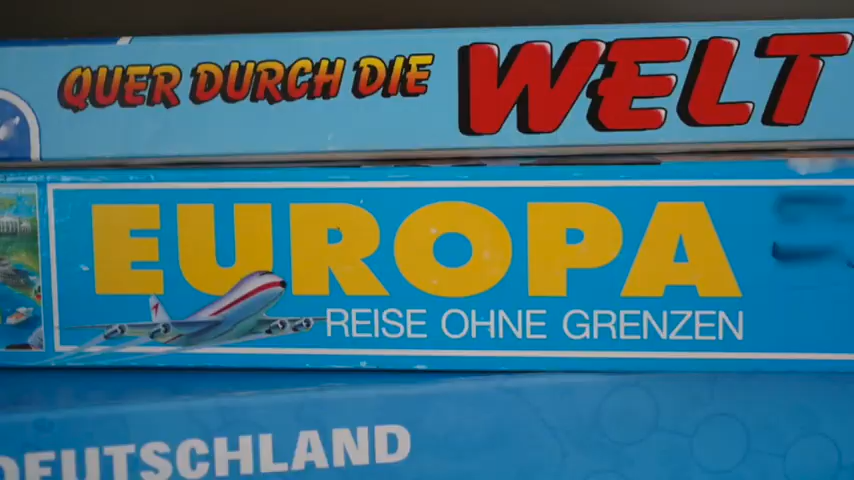 QUER DURCH DIE WELT
EUROPA
REISE OHNE GRENZEN
DEUTSCHLAND